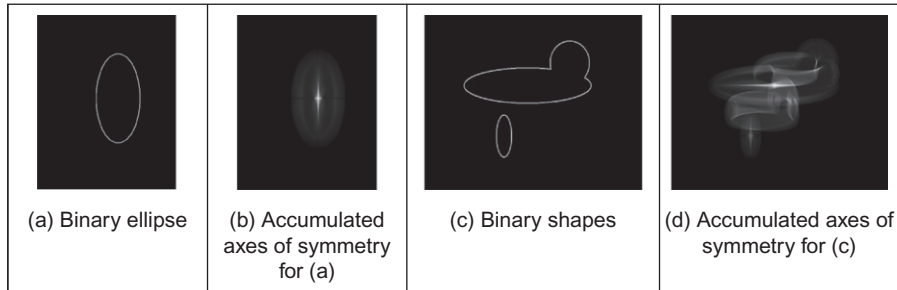 (a) Binary ellipse
(b) Accumulated
axes of symmetry
for (a)
(c) Binary shapes
(d) Accumulated axes of
symmetry for (c)